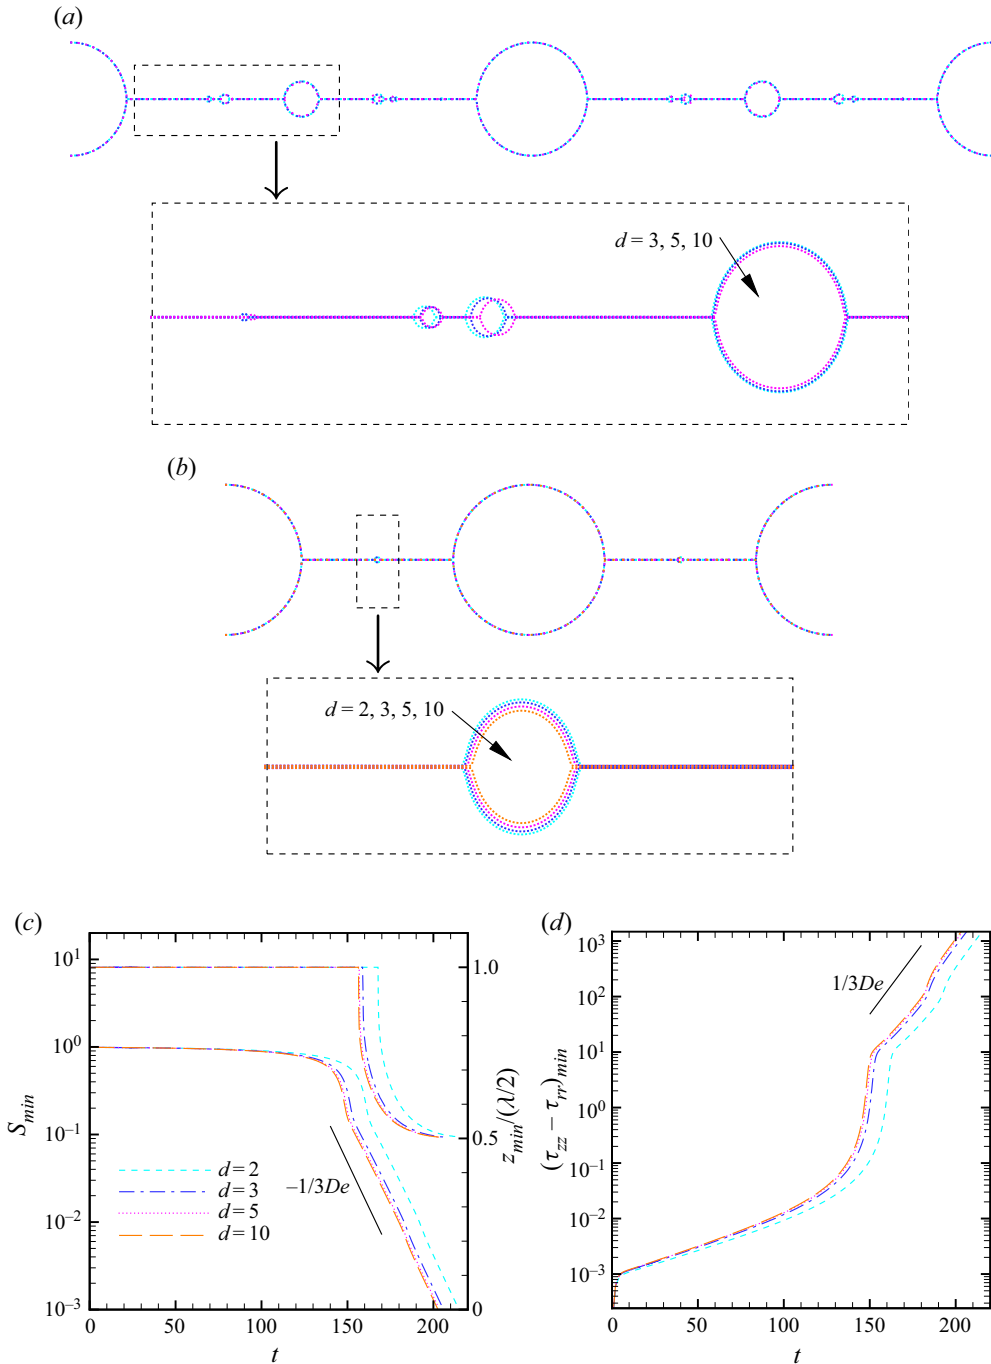 (a)
d = 3, 5, 10
(b)
d = 2, 3, 5, 10
(c)
10^1
10^0
10^-1
10^-2
10^-3
S_min
1.0
0.5
0
z_min/(λ/2)
-1/3De
d = 2
d = 3
d = 5
d = 10
0 50 100 150 200
t
(d)
10^3
10^2
10^1
10^0
10^-1
10^-2
10^-3
(τ_zz − τ_rr)_min
1/3De
0 50 100 150 200
t